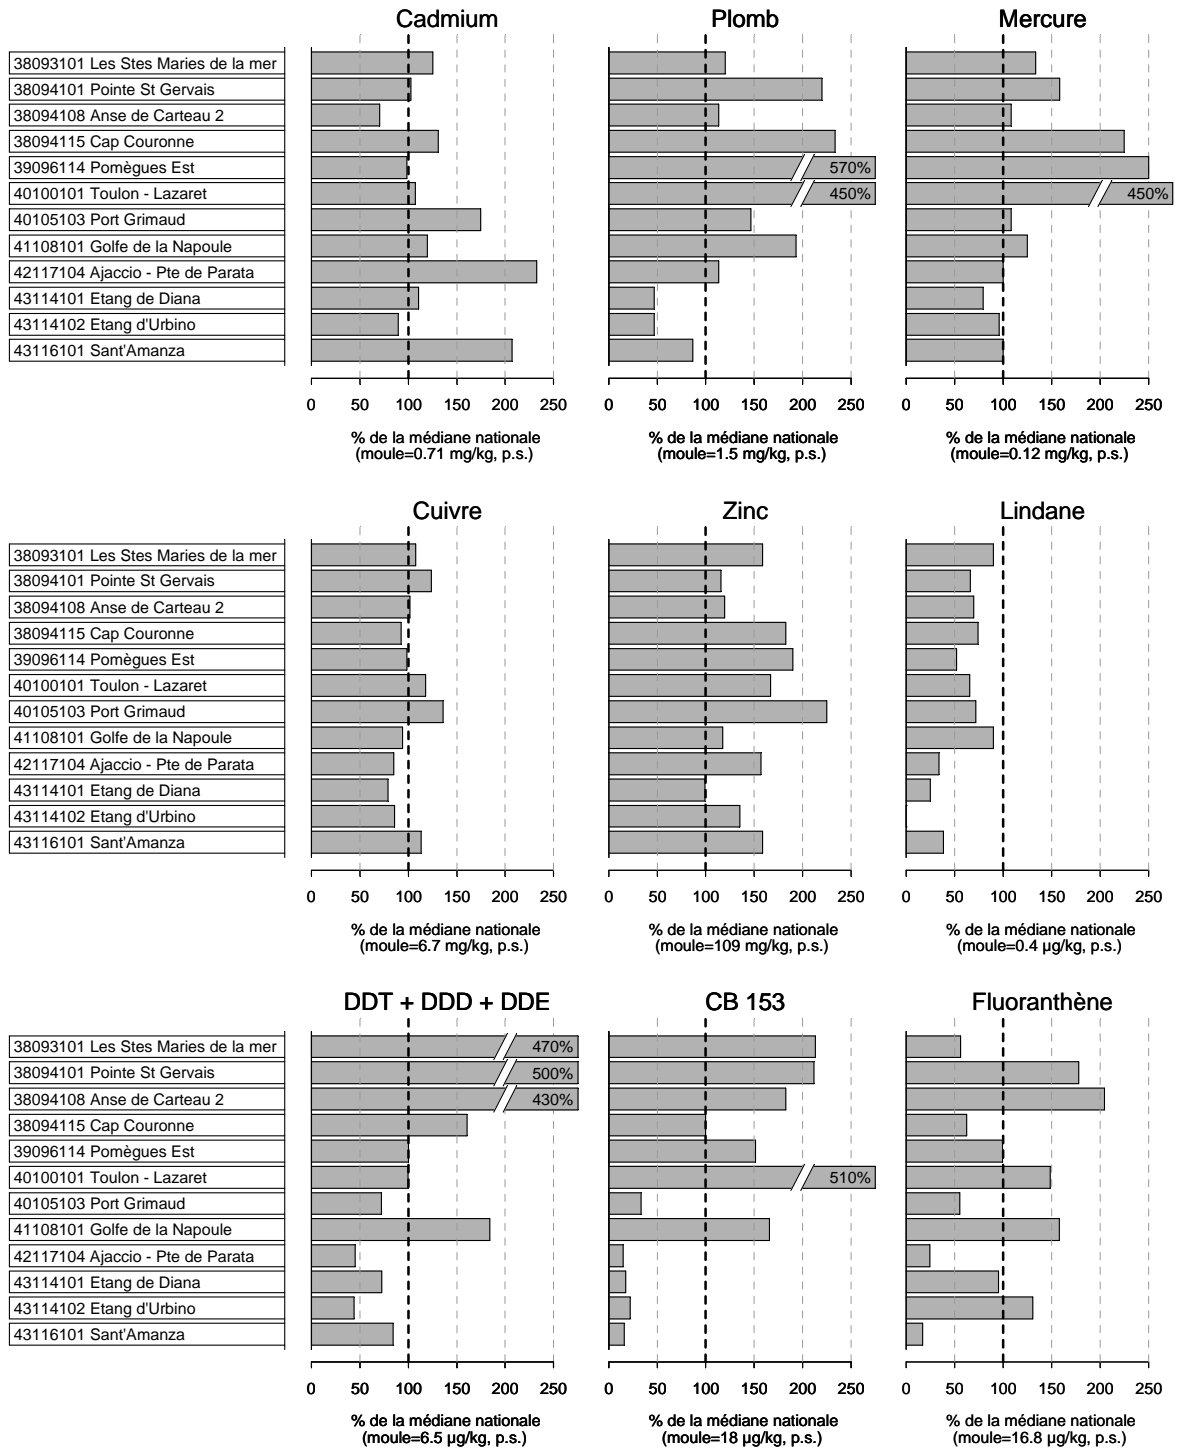 Cadmium Plomb Mercure
38093101 Les Stes Maries de la mer
38094101 Pointe St Gervais
38094108 Anse de Carteau 2
38094115 Cap Couronne
39096114 Pomègues Est 570%
40100101 Toulon - Lazaret 450% 450%
40105103 Port Grimaud
41108101 Golfe de la Napoule
42117104 Ajaccio - Pte de Parata
43114101 Etang de Diana
43114102 Etang d'Urbino
43116101 Sant'Amanza
0 50 100 150 200 250 0 50 100 150 200 250 0 50 100 150 200 250
% de la médiane nationale % de la médiane nationale % de la médiane nationale
(moule=0.71 mg/kg, p.s.) (moule=1.5 mg/kg, p.s.) (moule=0.12 mg/kg, p.s.)
Cuivre Zinc Lindane
38093101 Les Stes Maries de la mer
38094101 Pointe St Gervais
38094108 Anse de Carteau 2
38094115 Cap Couronne
39096114 Pomègues Est
40100101 Toulon - Lazaret
40105103 Port Grimaud
41108101 Golfe de la Napoule
42117104 Ajaccio - Pte de Parata
43114101 Etang de Diana
43114102 Etang d'Urbino
43116101 Sant'Amanza
0 50 100 150 200 250 0 50 100 150 200 250 0 50 100 150 200 250
% de la médiane nationale % de la médiane nationale % de la médiane nationale
(moule=6.7 mg/kg, p.s.) (moule=109 mg/kg, p.s.) (moule=0.4 µg/kg, p.s.)
DDT + DDD + DDE CB 153 Fluoranthène
38093101 Les Stes Maries de la mer 470%
38094101 Pointe St Gervais 500%
38094108 Anse de Carteau 2 430%
38094115 Cap Couronne
39096114 Pomègues Est
40100101 Toulon - Lazaret 510%
40105103 Port Grimaud
41108101 Golfe de la Napoule
42117104 Ajaccio - Pte de Parata
43114101 Etang de Diana
43114102 Etang d'Urbino
43116101 Sant'Amanza
0 50 100 150 200 250 0 50 100 150 200 250 0 50 100 150 200 250
% de la médiane nationale % de la médiane nationale % de la médiane nationale
(moule=6.5 µg/kg, p.s.) (moule=18 µg/kg, p.s.) (moule=16.8 µg/kg, p.s.)